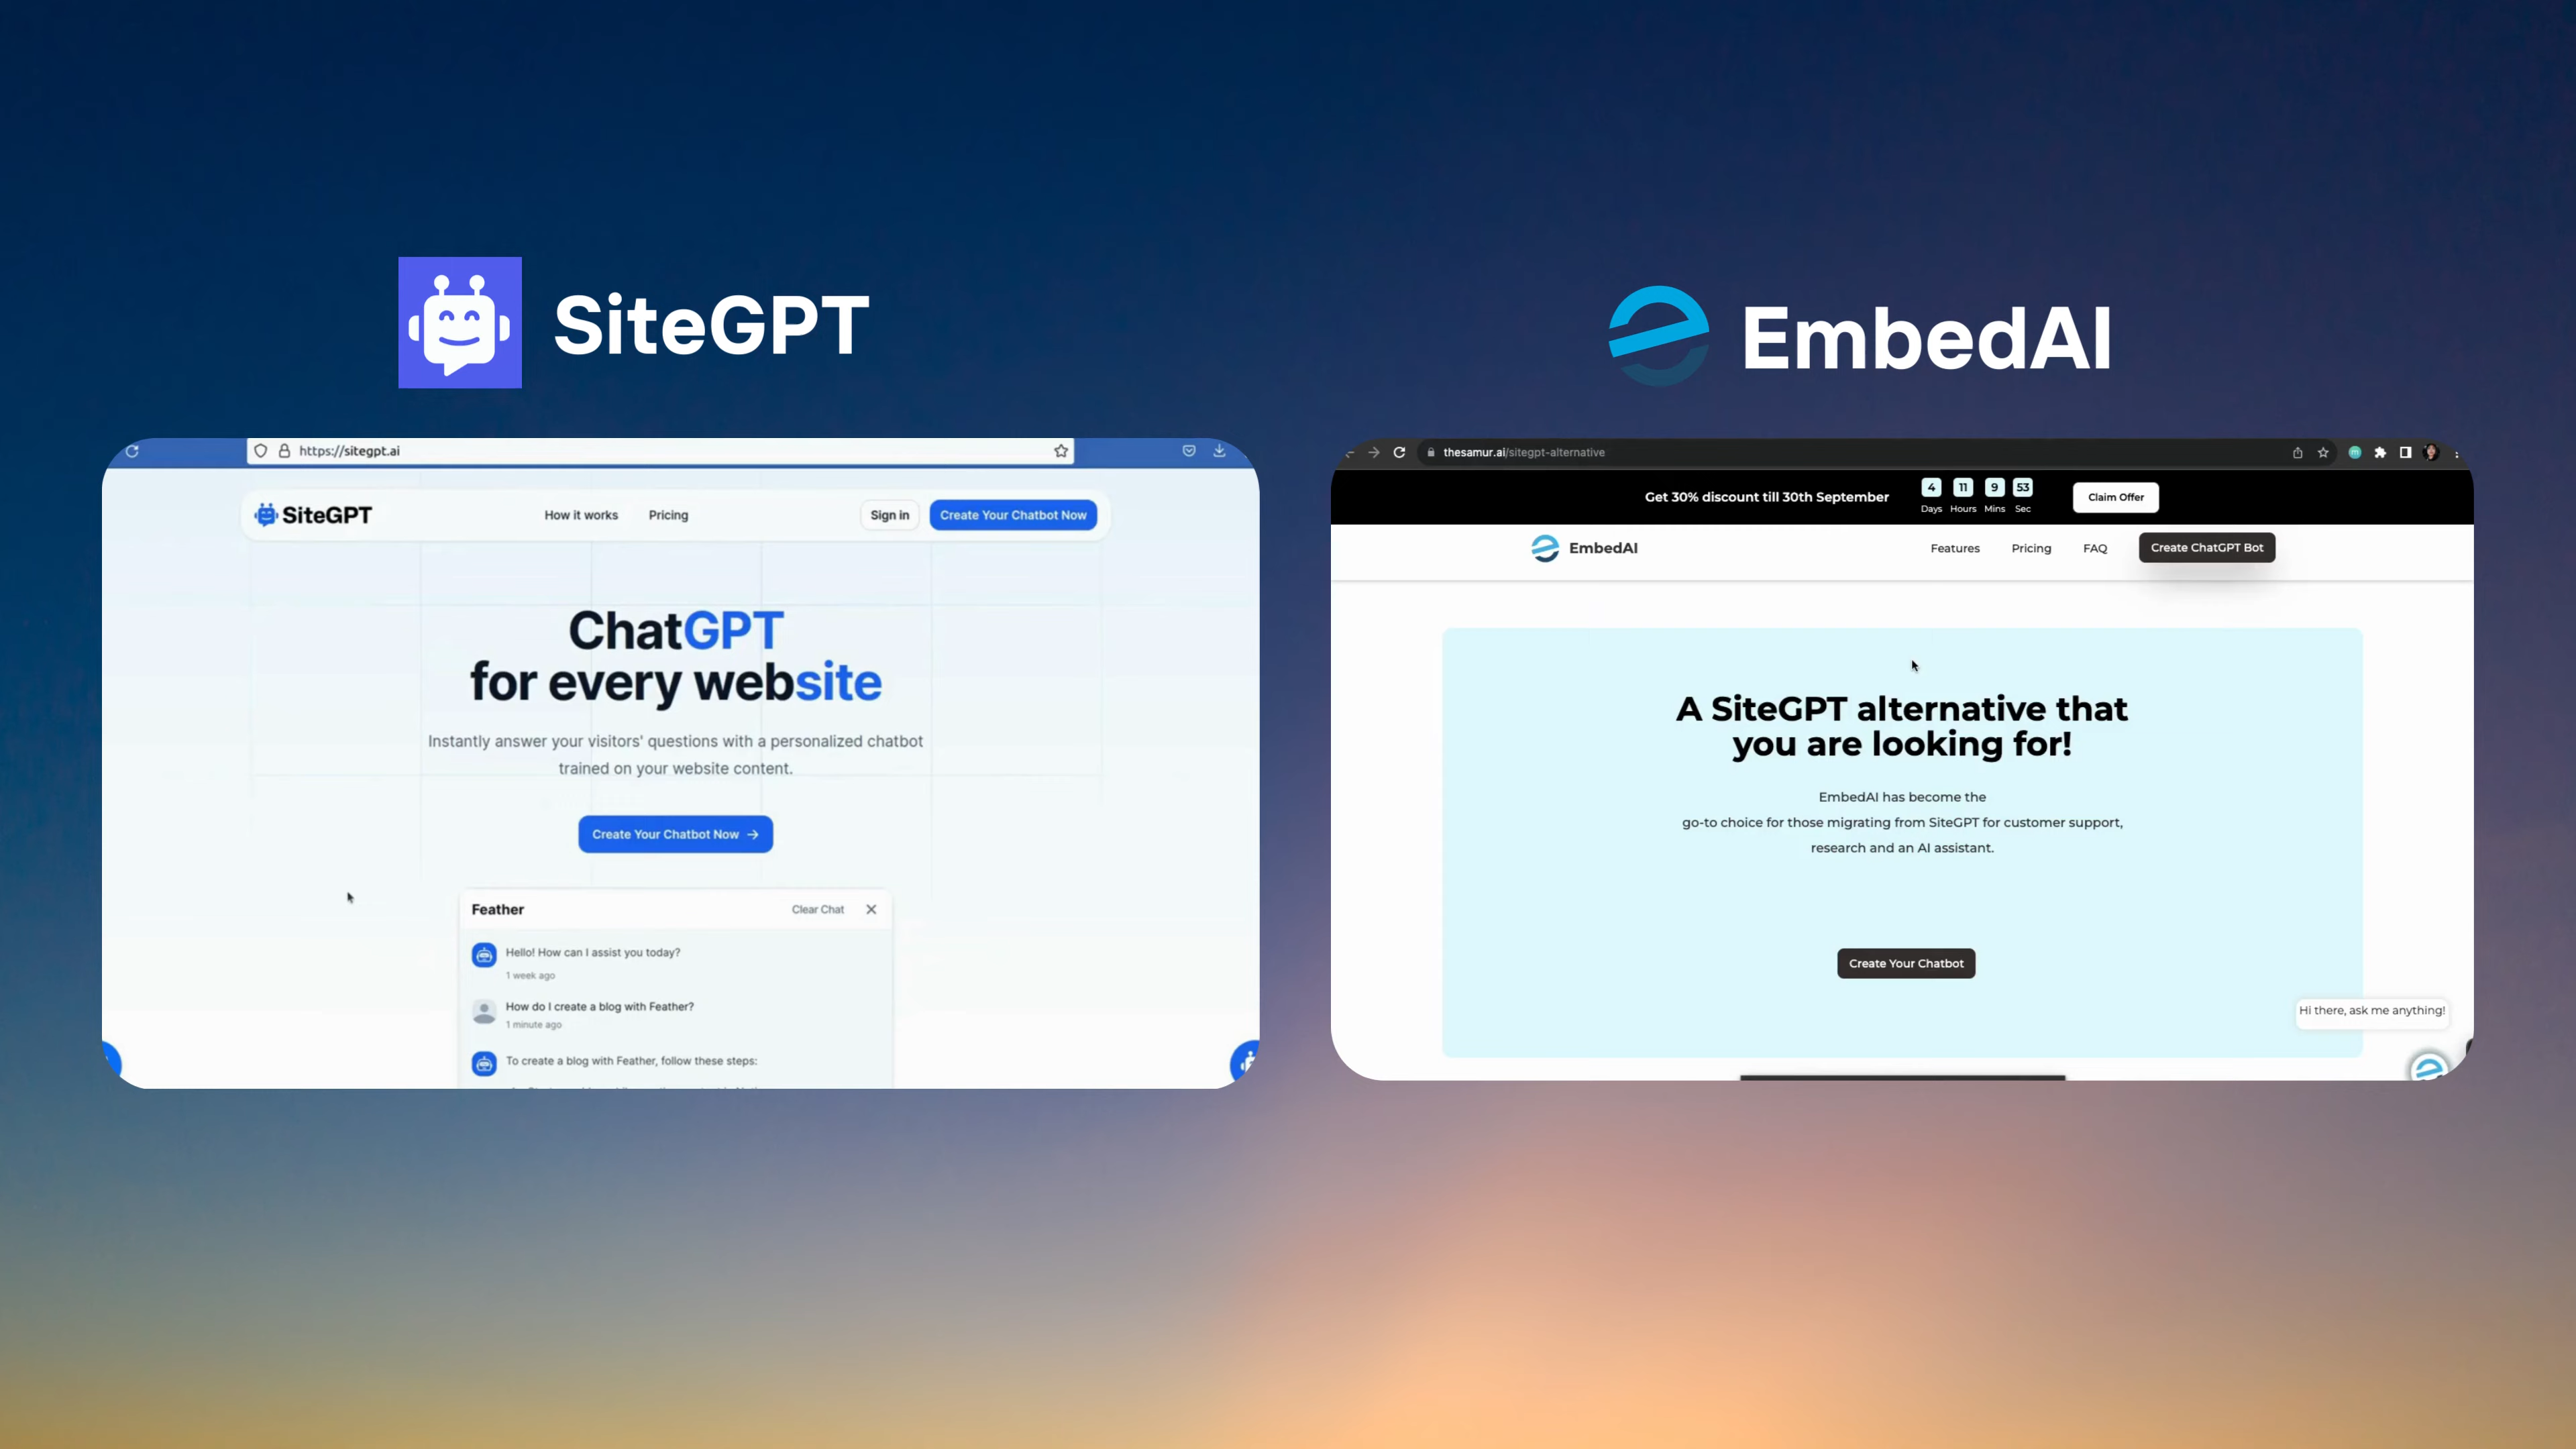 SiteGPT
EmbedAI
https://sitegpt.ai
SiteGPT
How it works
Pricing
Sign in
Create Your Chatbot Now
ChatGPT
for every website
Instantly answer your visitors' questions with a personalized chatbot
trained on your website content.
Create Your Chatbot Now →
Feather
Clear Chat
Hello! How can I assist you today?
1 week ago
How do I create a blog with Feather?
1 minute ago
To create a blog with Feather, follow these steps:
thesamur.ai/sitegpt-alternative
Get 30% discount till 30th September
4 11 9 53
Days Hours Mins Sec
Claim Offer
EmbedAI
Features
Pricing
FAQ
Create ChatGPT Bot
A SiteGPT alternative that
you are looking for!
EmbedAI has become the
go-to choice for those migrating from SiteGPT for customer support,
research and an AI assistant.
Create Your Chatbot
Hi there, ask me anything!